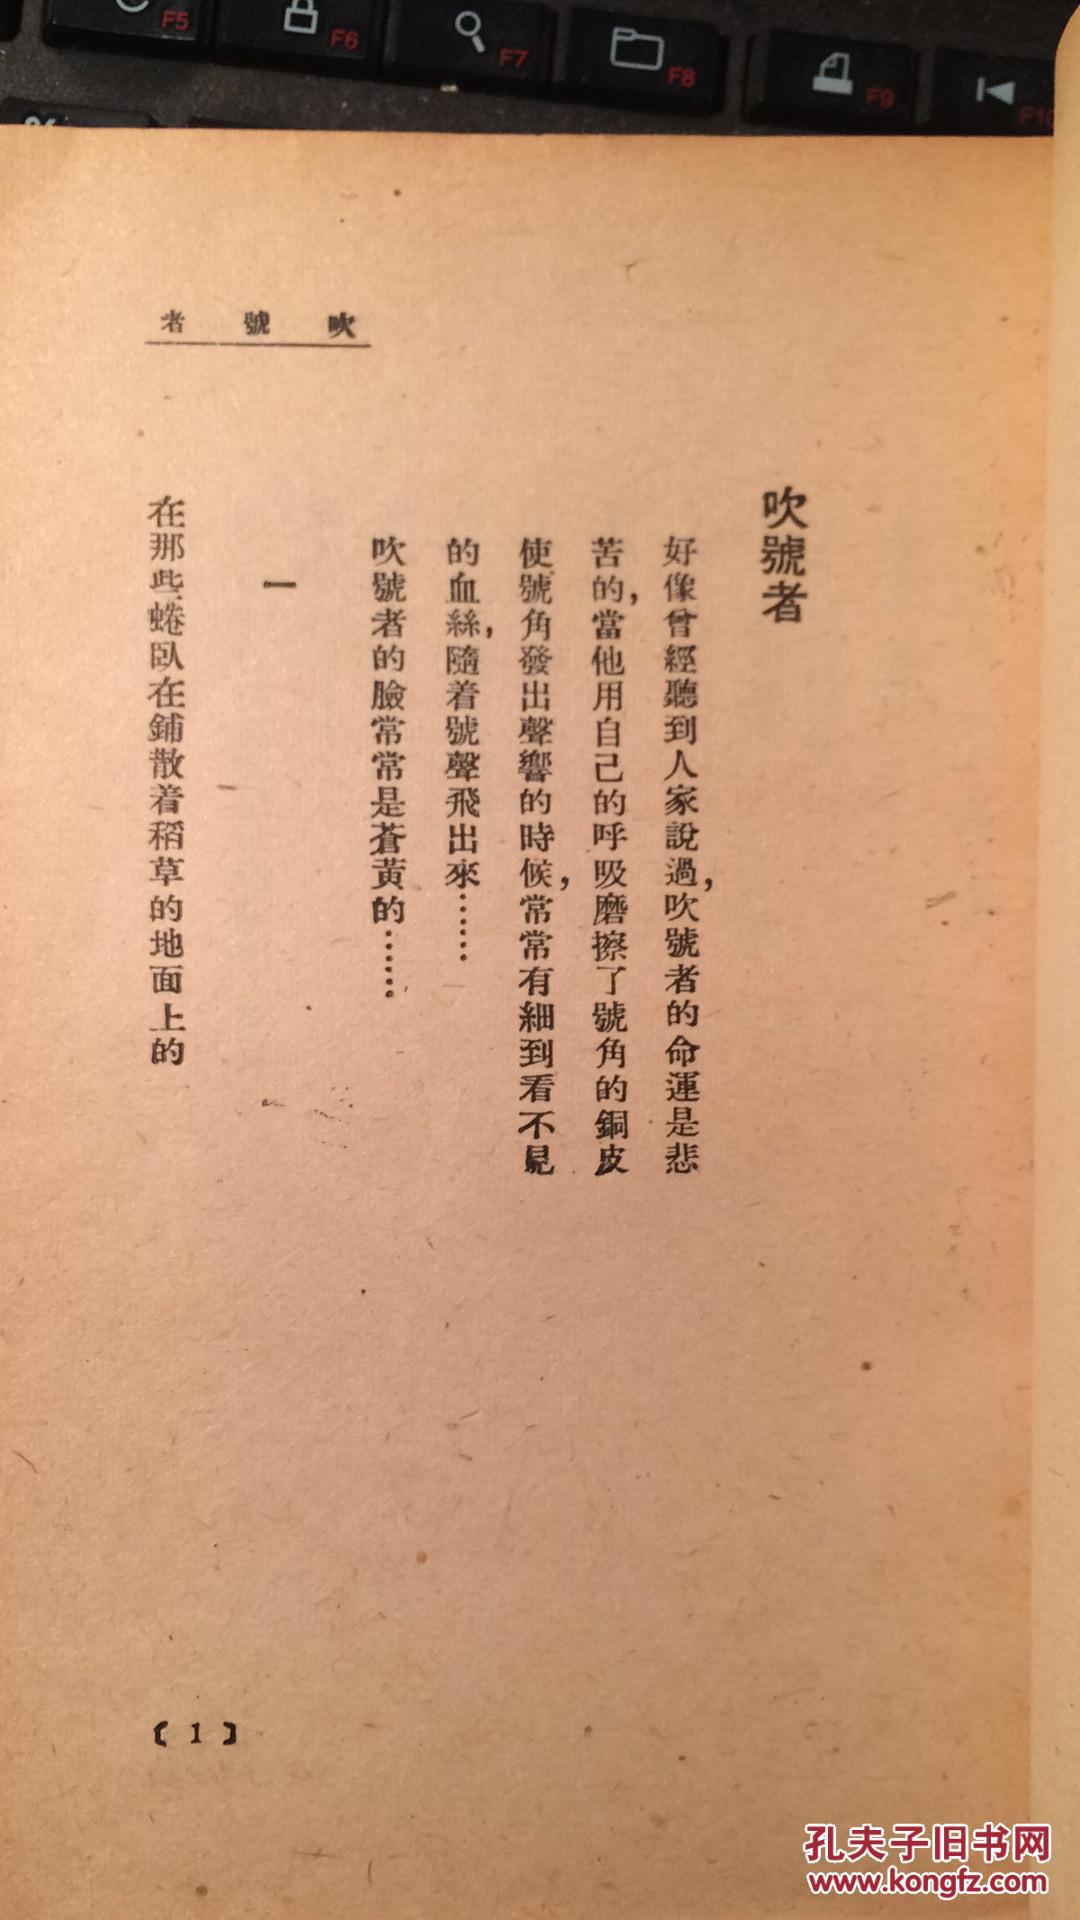 F5
F6
F7
F8
F9
F10
%
吹號者
吹號者
好像曾經聽到人家說過，吹號者的命運是悲
苦的，當他用自己的呼吸磨擦了號角的銅皮
使號角發出聲響的時候，常常有細到看不見
的血絲，隨着號聲飛出來……
吹號者的臉常常是蒼黃的……
一
在那些蜷臥在鋪散着稻草的地面上的
〔1〕
孔夫子旧书网
www.kongfz.com